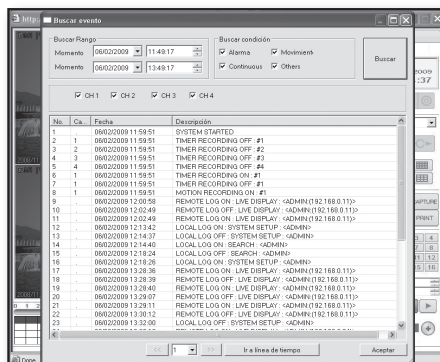 http:
Buscar evento
Buscar Rango
Momento 06/02/2009 11:49:17
Momento 06/02/2009 13:49:17
Buscar condición
Alarma Movimient
Continuous Others
Buscar
CH 1 CH 2 CH 3 CH 4
No. Ca... Fecha Descripción
1 . 06/02/2009 11:59:51 SYSTEM STARTED
2 1 06/02/2009 11:59:51 TIMER RECORDING OFF : #1
3 2 06/02/2009 11:59:51 TIMER RECORDING OFF : #2
4 3 06/02/2009 11:59:51 TIMER RECORDING OFF : #3
5 4 06/02/2009 11:59:51 TIMER RECORDING OFF : #4
6 1 06/02/2009 11:59:51 TIMER RECORDING ON : #1
7 1 06/02/2009 11:59:51 TIMER RECORDING OFF : #1
8 1 06/02/2009 11:59:51 MOTION RECORDING ON : #1
9 . 06/02/2009 12:00:58 REMOTE LOG ON : LIVE DISPLAY : <ADMIN:(192.168.0.11)>
10 . 06/02/2009 12:02:49 REMOTE LOG OFF : LIVE DISPLAY : <ADMIN:(192.168.0.11)>
11 . 06/02/2009 12:02:49 REMOTE LOG ON : LIVE DISPLAY : <ADMIN:(192.168.0.11)>
12 . 06/02/2009 12:13:42 LOCAL LOG ON : SYSTEM SETUP : <ADMIN>
13 . 06/02/2009 12:14:37 LOCAL LOG OFF : SYSTEM SETUP : <ADMIN>
14 . 06/02/2009 12:14:40 LOCAL LOG ON : SEARCH : <ADMIN>
15 . 06/02/2009 12:18:24 LOCAL LOG OFF : SEARCH : <ADMIN>
16 . 06/02/2009 12:18:26 LOCAL LOG ON : SYSTEM SETUP : <ADMIN>
17 . 06/02/2009 13:28:36 REMOTE LOG ON : LIVE DISPLAY : <ADMIN:(192.168.0.11)>
18 . 06/02/2009 13:28:39 REMOTE LOG OFF : LIVE DISPLAY : <ADMIN:(192.168.0.11)>
19 . 06/02/2009 13:28:40 REMOTE LOG ON : LIVE DISPLAY : <ADMIN:(192.168.0.11)>
20 . 06/02/2009 13:29:07 REMOTE LOG OFF : LIVE DISPLAY : <ADMIN:(192.168.0.11)>
21 . 06/02/2009 13:29:11 REMOTE LOG ON : LIVE DISPLAY : <ADMIN:(192.168.0.11)>
22 . 06/02/2009 13:30:12 REMOTE LOG OFF : LIVE DISPLAY : <ADMIN:(192.168.0.11)>
23 . 06/02/2009 13:32:09 LOCAL LOG OFF : SYSTEM SETUP : <ADMIN>
<< 1 >> Ir a línea de tiempo Aceptar
2009
:37
APTURE
PRINT
Done